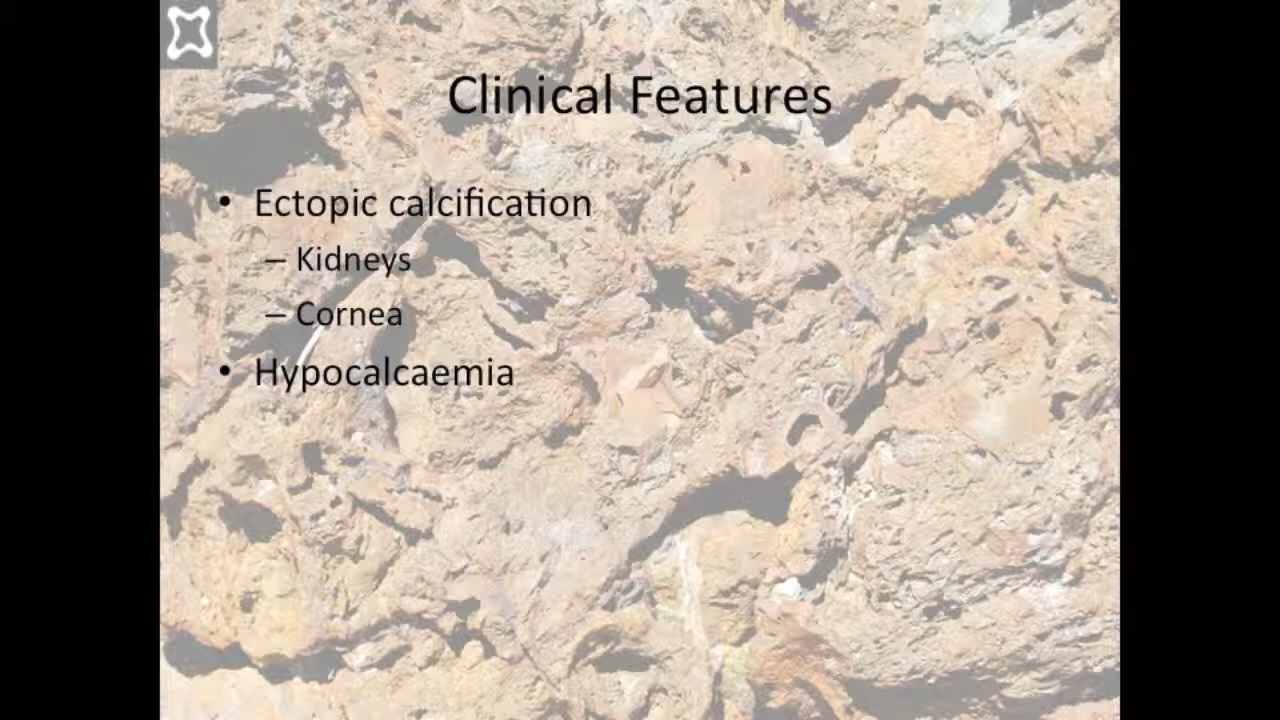 Clinical Features
• Ectopic calcification
– Kidneys
– Cornea
• Hypocalcaemia